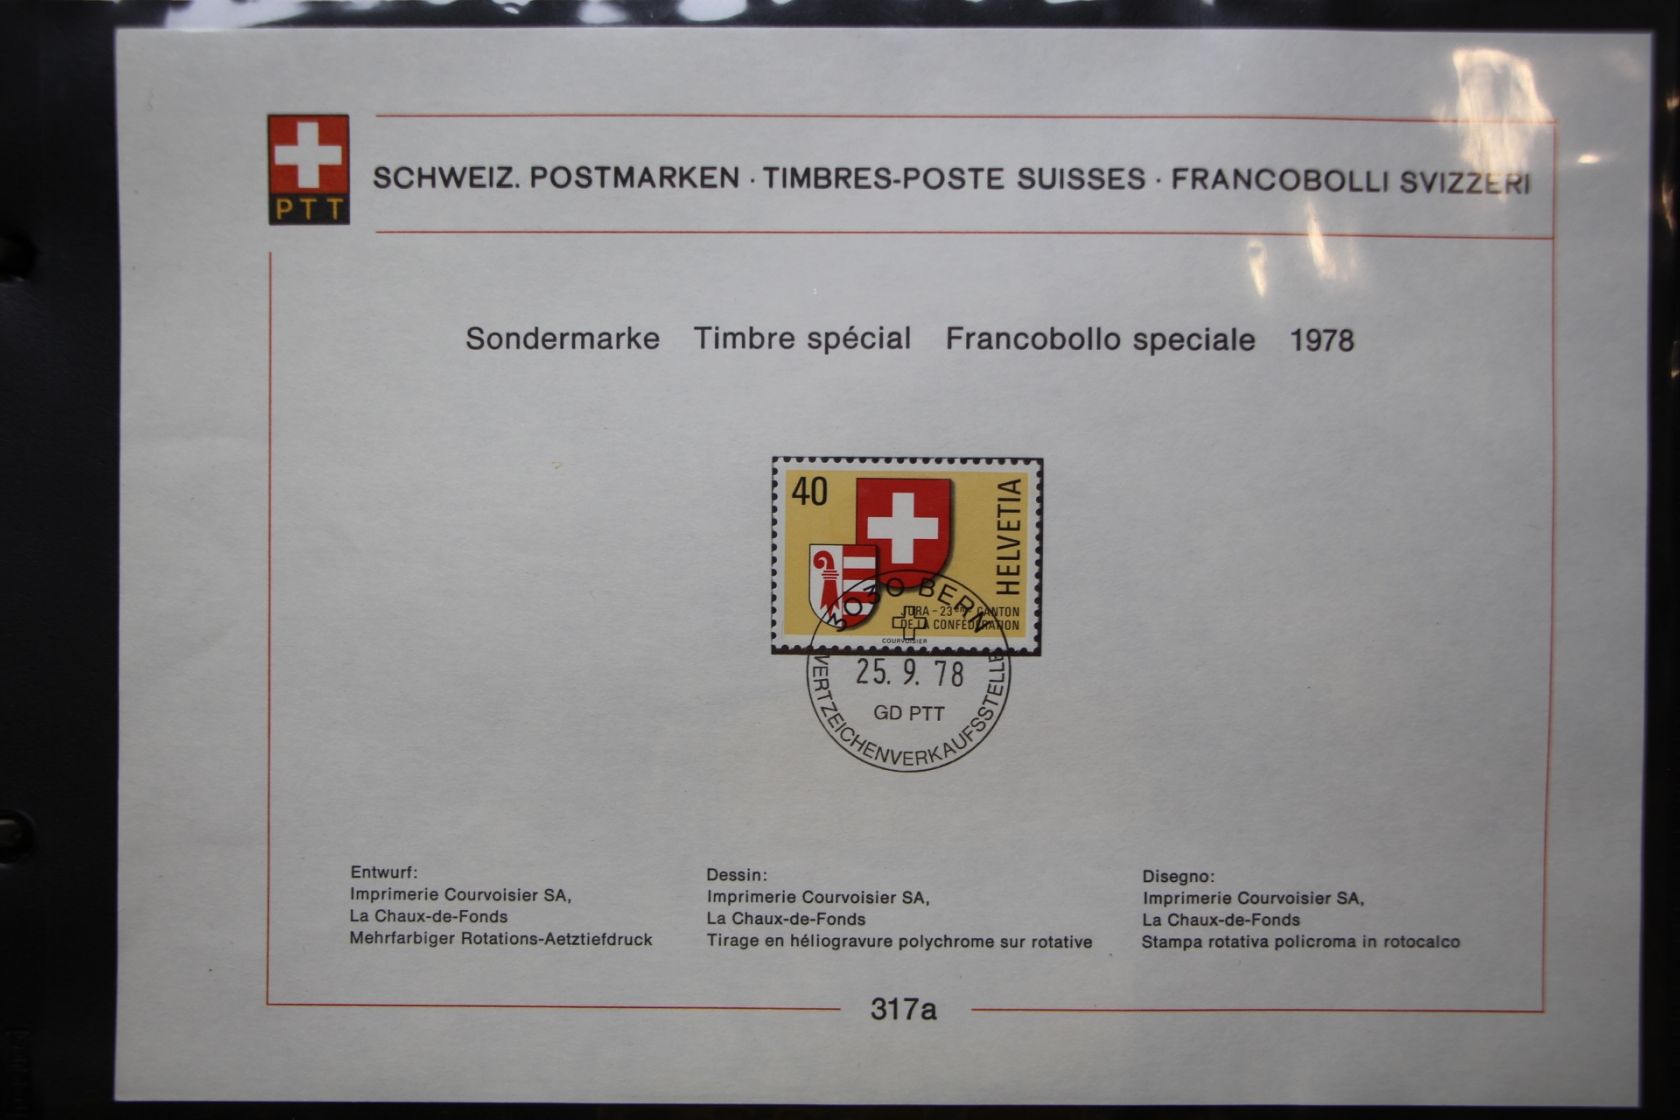 PTT
SCHWEIZ. POSTMARKEN · TIMBRES-POSTE SUISSES · FRANCOBOLLI SVIZZERI
Sondermarke Timbre spécial Francobollo speciale 1978
40
HELVETIA
JURA – 23ème CANTON
DE LA CONFÉDÉRATION
COURVOISIER
3030 BERN
25. 9. 78
GD PTT
WERTZEICHENVERKAUFSSTELLE
Entwurf:
Imprimerie Courvoisier SA,
La Chaux-de-Fonds
Mehrfarbiger Rotations-Aetztiefdruck
Dessin:
Imprimerie Courvoisier SA,
La Chaux-de-Fonds
Tirage en héliogravure polychrome sur rotative
Disegno:
Imprimerie Courvoisier SA,
La Chaux-de-Fonds
Stampa rotativa policroma in rotocalco
317a